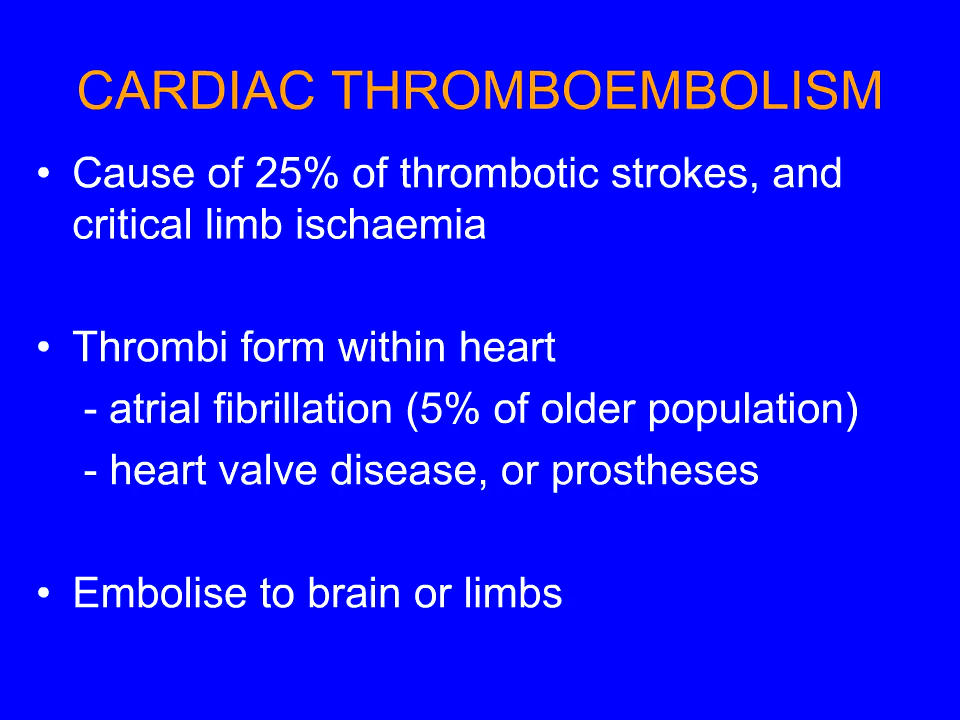 CARDIAC THROMBOEMBOLISM
• Cause of 25% of thrombotic strokes, and
critical limb ischaemia
• Thrombi form within heart
- atrial fibrillation (5% of older population)
- heart valve disease, or prostheses
• Embolise to brain or limbs